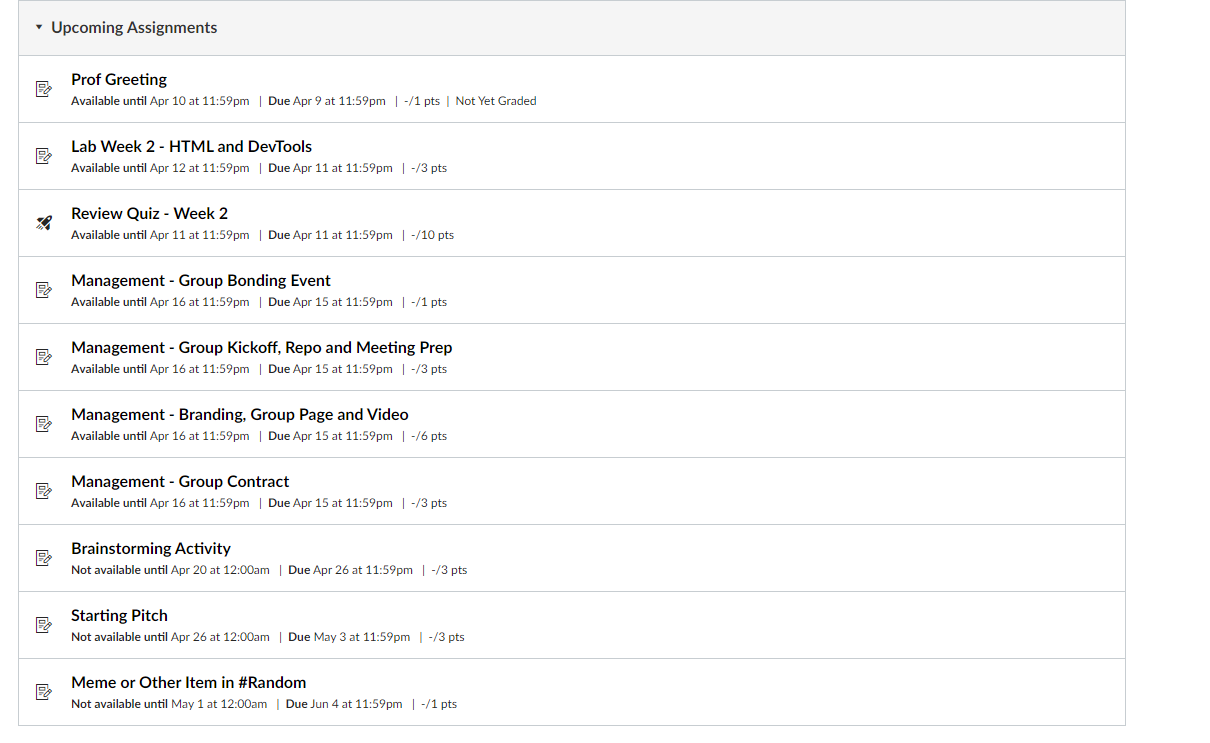 Upcoming Assignments
Prof Greeting
Available until Apr 10 at 11:59pm | Due Apr 9 at 11:59pm | -/1 pts | Not Yet Graded
Lab Week 2 - HTML and DevTools
Available until Apr 12 at 11:59pm | Due Apr 11 at 11:59pm | -/3 pts
Review Quiz - Week 2
Available until Apr 11 at 11:59pm | Due Apr 11 at 11:59pm | -/10 pts
Management - Group Bonding Event
Available until Apr 16 at 11:59pm | Due Apr 15 at 11:59pm | -/1 pts
Management - Group Kickoff, Repo and Meeting Prep
Available until Apr 16 at 11:59pm | Due Apr 15 at 11:59pm | -/3 pts
Management - Branding, Group Page and Video
Available until Apr 16 at 11:59pm | Due Apr 15 at 11:59pm | -/6 pts
Management - Group Contract
Available until Apr 16 at 11:59pm | Due Apr 15 at 11:59pm | -/3 pts
Brainstorming Activity
Not available until Apr 20 at 12:00am | Due Apr 26 at 11:59pm | -/3 pts
Starting Pitch
Not available until Apr 26 at 12:00am | Due May 3 at 11:59pm | -/3 pts
Meme or Other Item in #Random
Not available until May 1 at 12:00am | Due Jun 4 at 11:59pm | -/1 pts